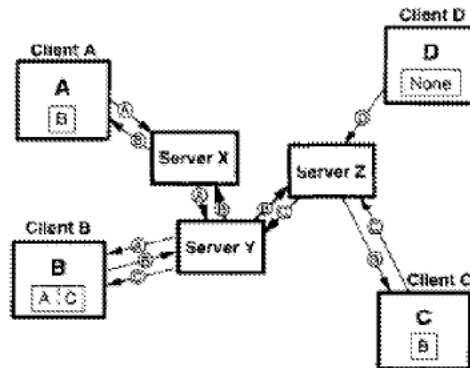 Client D
Client A
D
None
A
B
A
B
D
Server X
Server Z
A
B
B
C
Client B
Server Y
A
B
C
B
A C
B
C
Client C
C
B